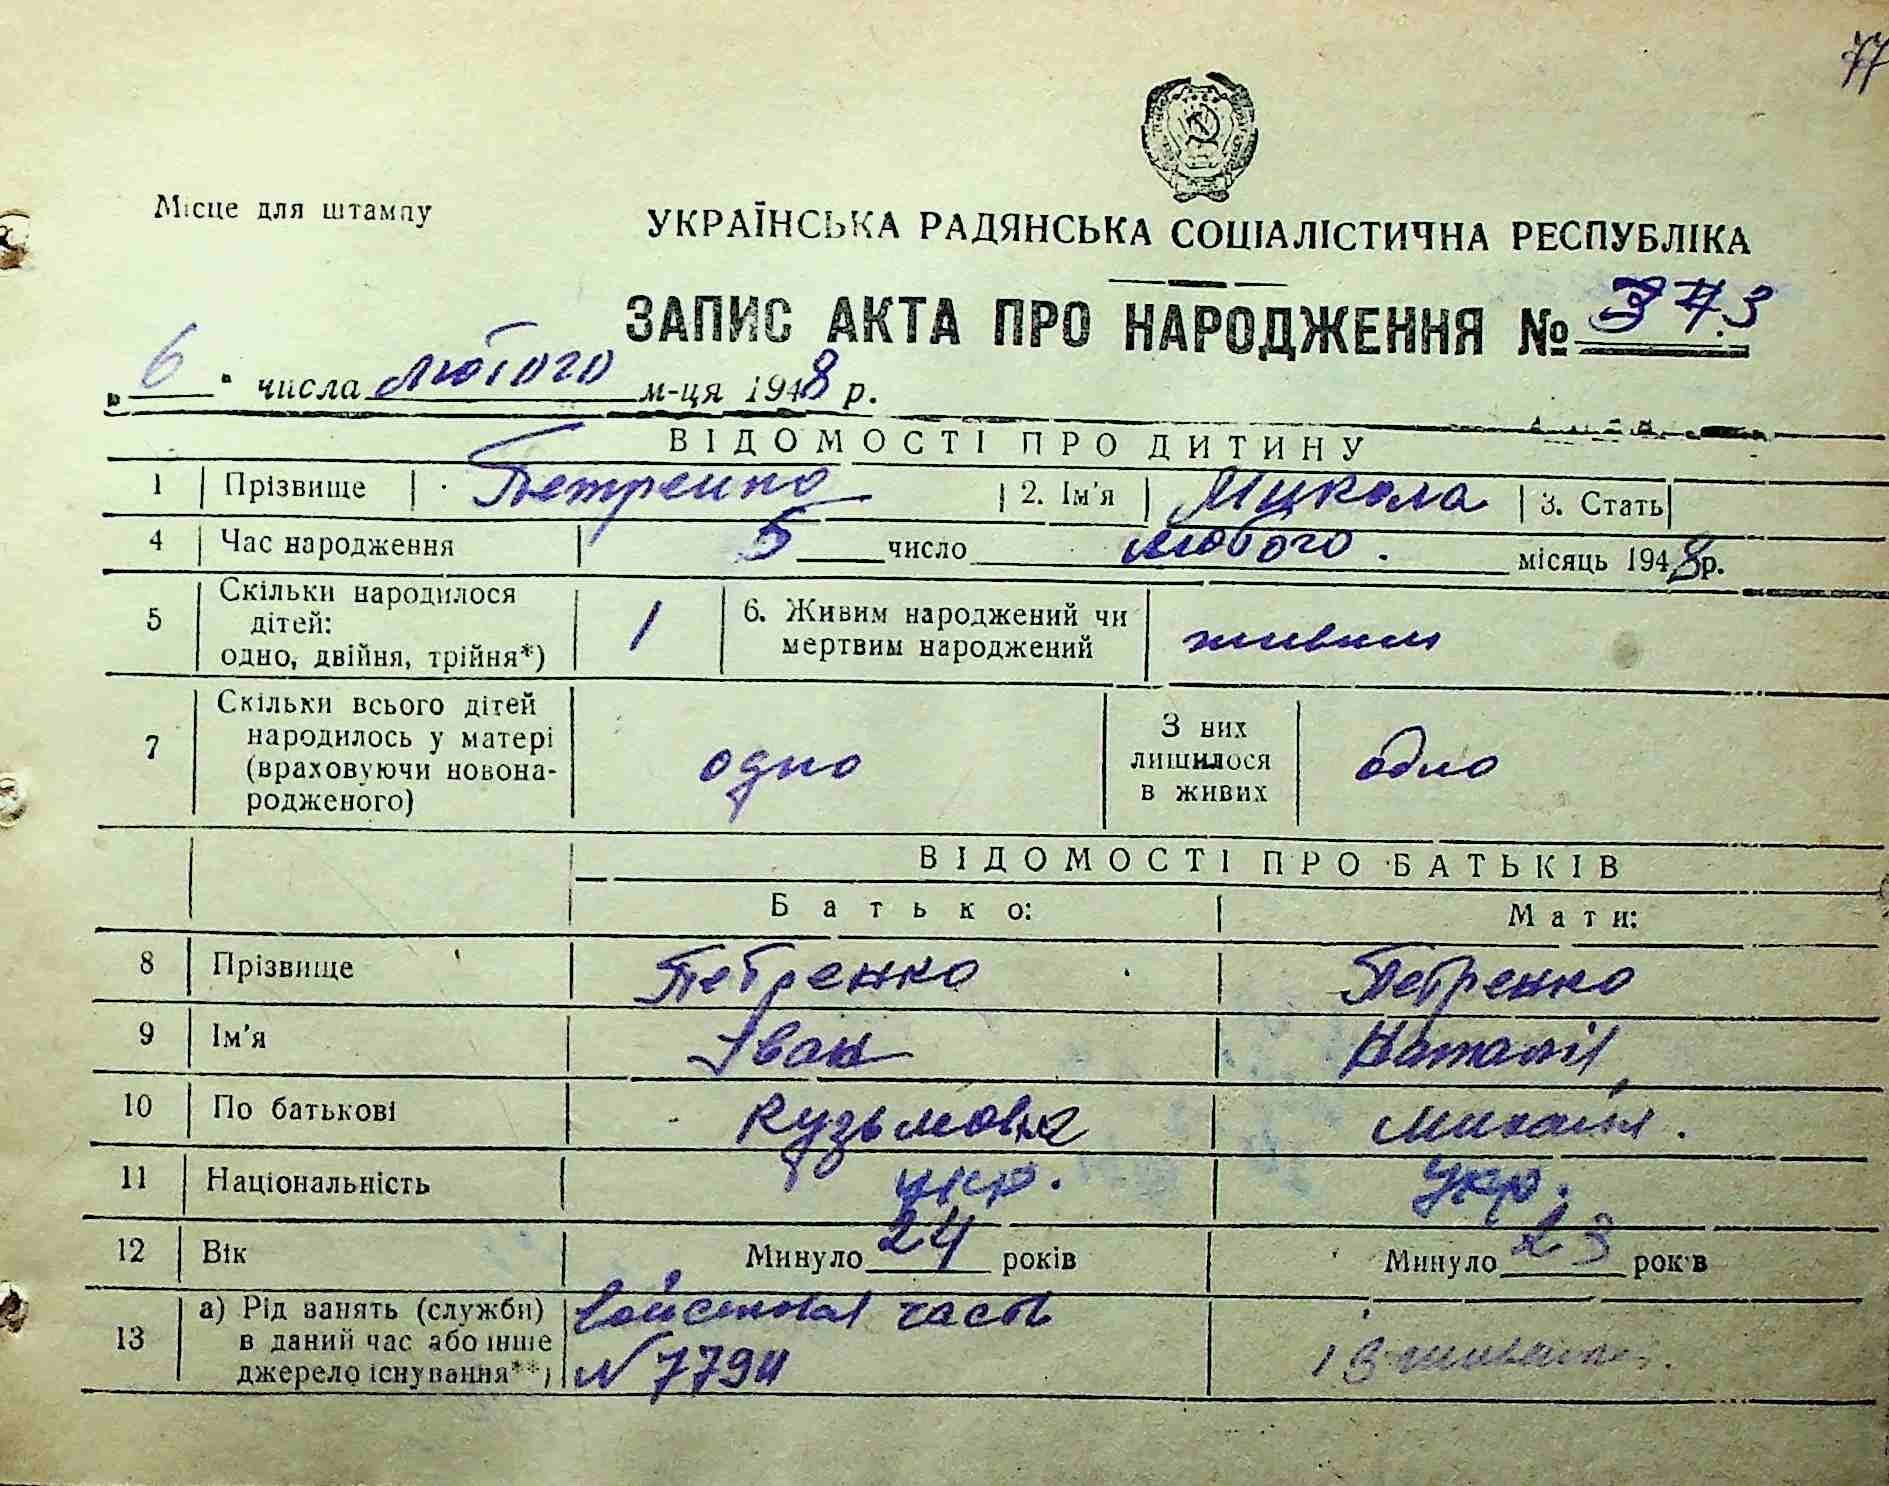 77
Місце для штампу
УКРАЇНСЬКА РАДЯНСЬКА СОЦІАЛІСТИЧНА РЕСПУБЛІКА
ЗАПИС АКТА ПРО НАРОДЖЕННЯ № 373
„ 6 “ числа лютого м-ця 1948 р.
ВІДОМОСТІ ПРО ДИТИНУ
1 Прізвище Петренко 2. Ім'я Микола 3. Стать
4 Час народження 5 число лютого місяць 1948 р.
5 Скільки народилося дітей: одно, двійня, трійня*) 1 6. Живим народжений чи мертвим народжений живим
7 Скільки всього дітей народилось у матері (враховуючи новонародженого) одно З них лишилося в живих одно
ВІДОМОСТІ ПРО БАТЬКІВ
Батько: Мати:
8 Прізвище Петренко Петренко
9 Ім'я Іван Наталія
10 По батькові Кузьмович
11 Національність укр. укр.
12 Вік Минуло 24 років Минуло 23 років
13 а) Рід занять (служби) в даний час або інше джерело існування**) часть
N 7794